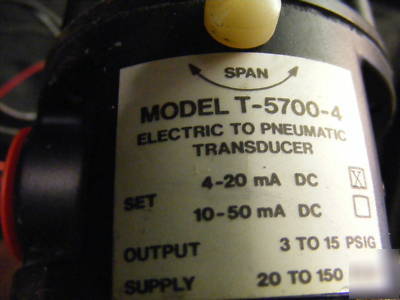 SPAN
MODEL T-5700-4
ELECTRIC TO PNEUMATIC
TRANSDUCER
SET
4-20 mA DC
10-50 mA DC
OUTPUT 3 TO 15 PSIG
SUPPLY 20 TO 150